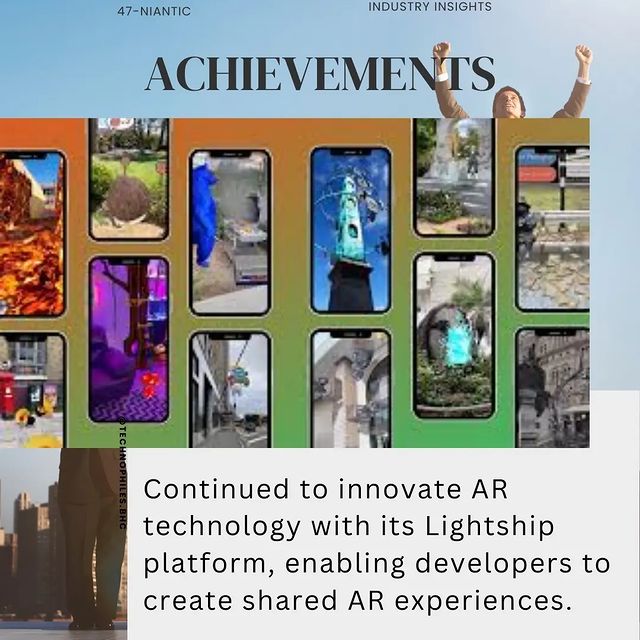 47-NIANTIC
INDUSTRY INSIGHTS
ACHIEVEMENTS
@TECHNOPHILES.BHC
Continued to innovate AR
technology with its Lightship
platform, enabling developers to
create shared AR experiences.